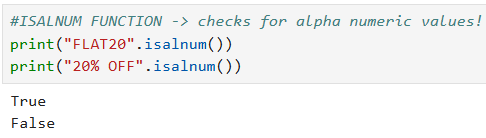 #ISALNUM FUNCTION -> checks for alpha numeric values!
print("FLAT20".isalnum())
print("20% OFF".isalnum())
True
False